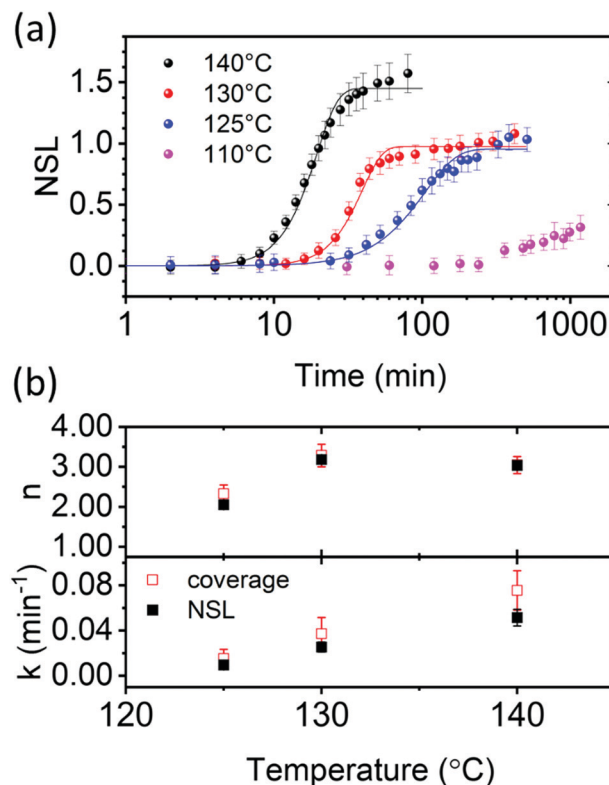 (a)
140°C
130°C
125°C
110°C
NSL
1.5
1.0
0.5
0.0
1 10 100 1000
Time (min)
(b)
n
4.00
3.00
2.00
1.00
k (min⁻¹)
0.08
0.04
0.00
coverage
NSL
120 130 140
Temperature (°C)